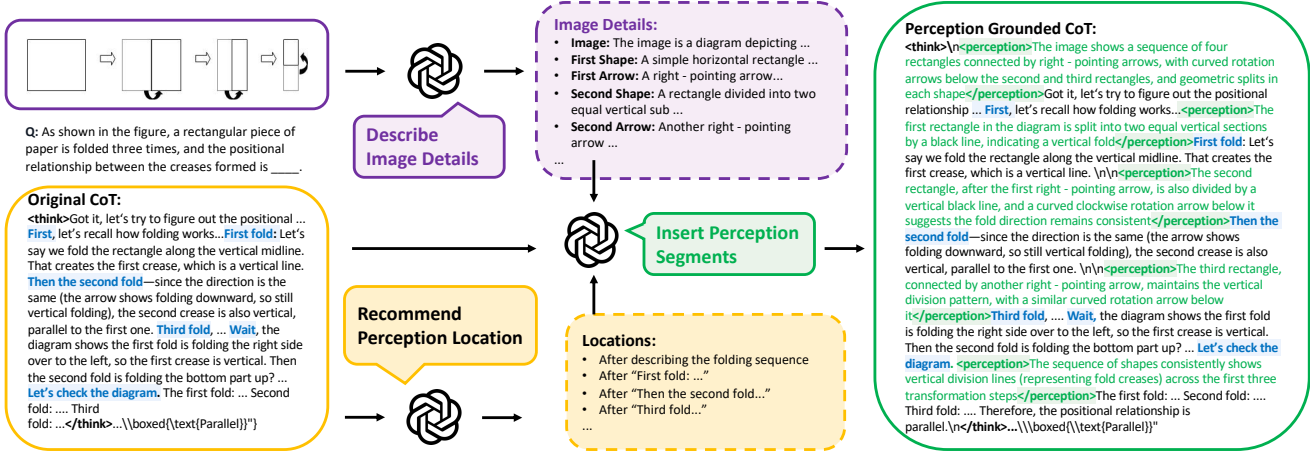 Q: As shown in the figure, a rectangular piece of
paper is folded three times, and the positional
relationship between the creases formed is ____.
Original CoT:
<think>Got it, let's try to figure out the positional ...
First, let's recall how folding works...First fold: Let's
say we fold the rectangle along the vertical midline.
That creates the first crease, which is a vertical line.
Then the second fold—since the direction is the
same (the arrow shows folding downward, so still
vertical folding), the second crease is also vertical,
parallel to the first one. Third fold, ... Wait, the
diagram shows the first fold is folding the right side
over to the left, so the first crease is vertical. Then
the second fold is folding the bottom part up? ...
Let's check the diagram. The first fold: ... Second
fold: .... Third
fold: ...</think>...\\boxed{\text{Parallel}}"}
Describe
Image Details
Recommend
Perception Location
Image Details:
• Image: The image is a diagram depicting ...
• First Shape: A simple horizontal rectangle ...
• First Arrow: A right - pointing arrow...
• Second Shape: A rectangle divided into two
equal vertical sub ...
• Second Arrow: Another right - pointing
arrow ...
...
Insert Perception
Segments
Locations:
• After describing the folding sequence
• After "First fold: ..."
• After "Then the second fold..."
• After "Third fold..."
...
Perception Grounded CoT:
<think>\n<perception>The image shows a sequence of four
rectangles connected by right - pointing arrows, with curved rotation
arrows below the second and third rectangles, and geometric splits in
each shape</perception>Got it, let's try to figure out the positional
relationship ... First, let's recall how folding works...<perception>The
first rectangle in the diagram is split into two equal vertical sections
by a black line, indicating a vertical fold</perception>First fold: Let's
say we fold the rectangle along the vertical midline. That creates the
first crease, which is a vertical line. \n\n<perception>The second
rectangle, after the first right - pointing arrow, is also divided by a
vertical black line, and a curved clockwise rotation arrow below it
suggests the fold direction remains consistent</perception>Then the
second fold—since the direction is the same (the arrow shows
folding downward, so still vertical folding), the second crease is also
vertical, parallel to the first one. \n\n<perception>The third rectangle,
connected by another right - pointing arrow, maintains the vertical
division pattern, with a similar curved rotation arrow below
it</perception>Third fold, .... Wait, the diagram shows the first fold
is folding the right side over to the left, so the first crease is vertical.
Then the second fold is folding the bottom part up? ... Let's check the
diagram. <perception>The sequence of shapes consistently shows
vertical division lines (representing fold creases) across the first three
transformation steps</perception>The first fold: ... Second fold: ....
Third fold: .... Therefore, the positional relationship is
parallel.\n</think>...\\\boxed{\\text{Parallel}}"